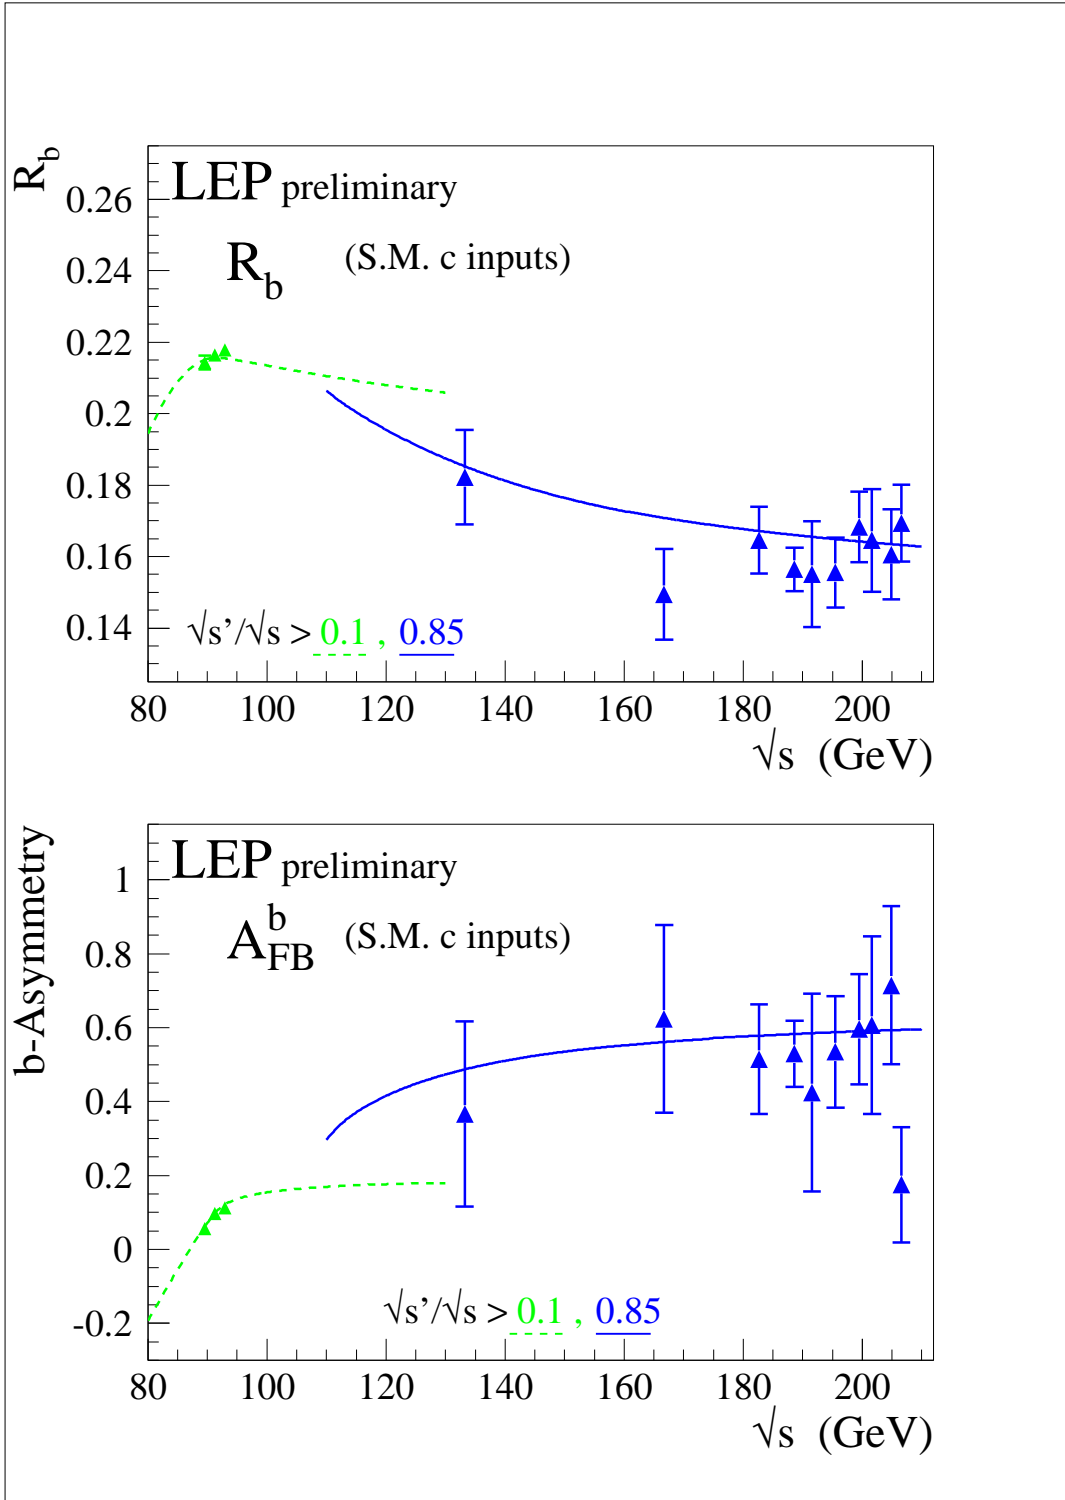 R_b
LEP preliminary
R_b (S.M. c inputs)
0.26
0.24
0.22
0.2
0.18
0.16
0.14
√s’/√s > 0.1 , 0.85
80 100 120 140 160 180 200
√s (GeV)
b-Asymmetry
LEP preliminary
A_FB^b (S.M. c inputs)
1
0.8
0.6
0.4
0.2
0
-0.2
√s’/√s > 0.1 , 0.85
80 100 120 140 160 180 200
√s (GeV)